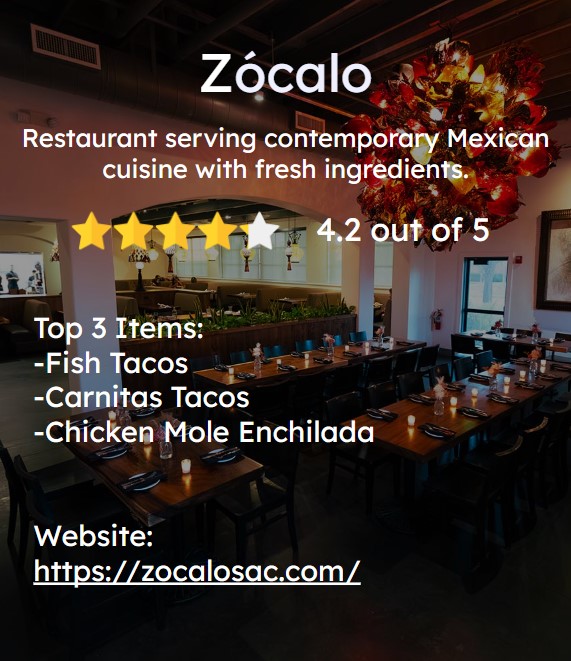 Zócalo
Restaurant serving contemporary Mexican
cuisine with fresh ingredients.
4.2 out of 5
Top 3 Items:
-Fish Tacos
-Carnitas Tacos
-Chicken Mole Enchilada
Website:
https://zocalosac.com/